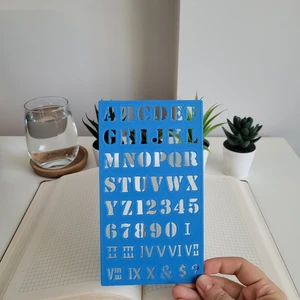 ABCDEF
GHIJKL
MNOPQR
STUVWX
YZ12345
67890 I
II III IV V VI VII
VIII IX X & $ ?